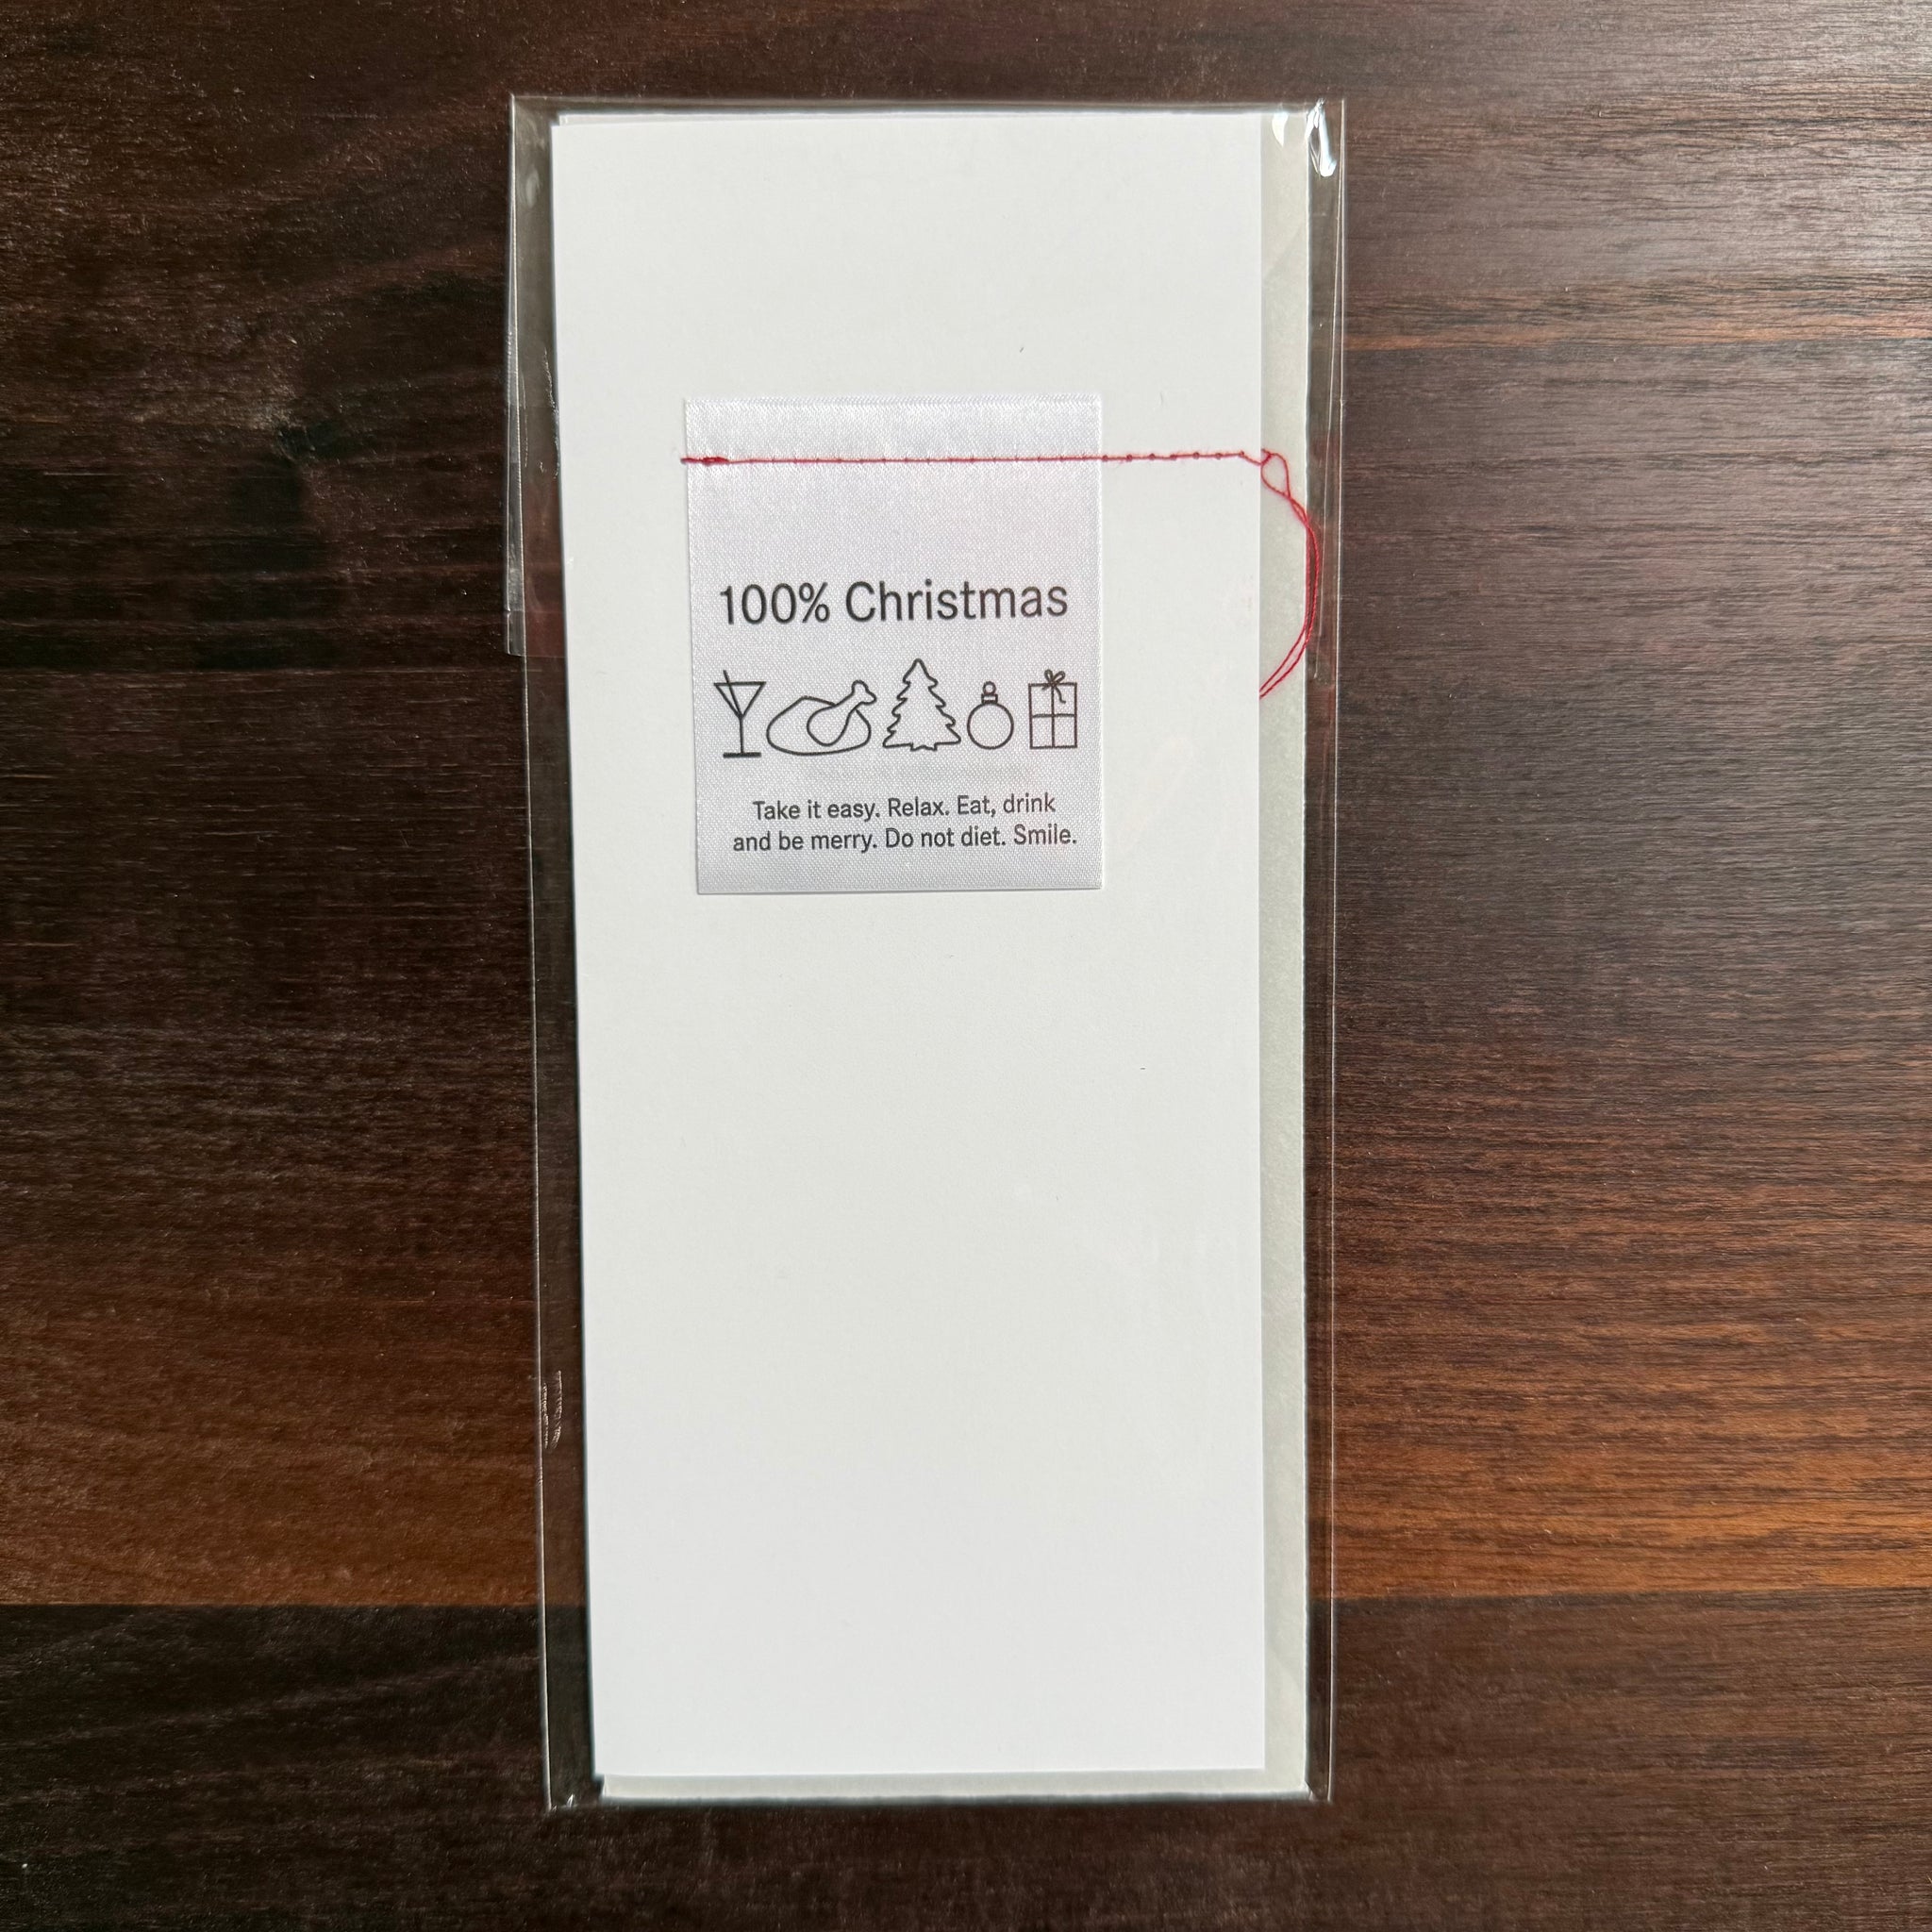 100% Christmas
Take it easy. Relax. Eat, drink
and be merry. Do not diet. Smile.